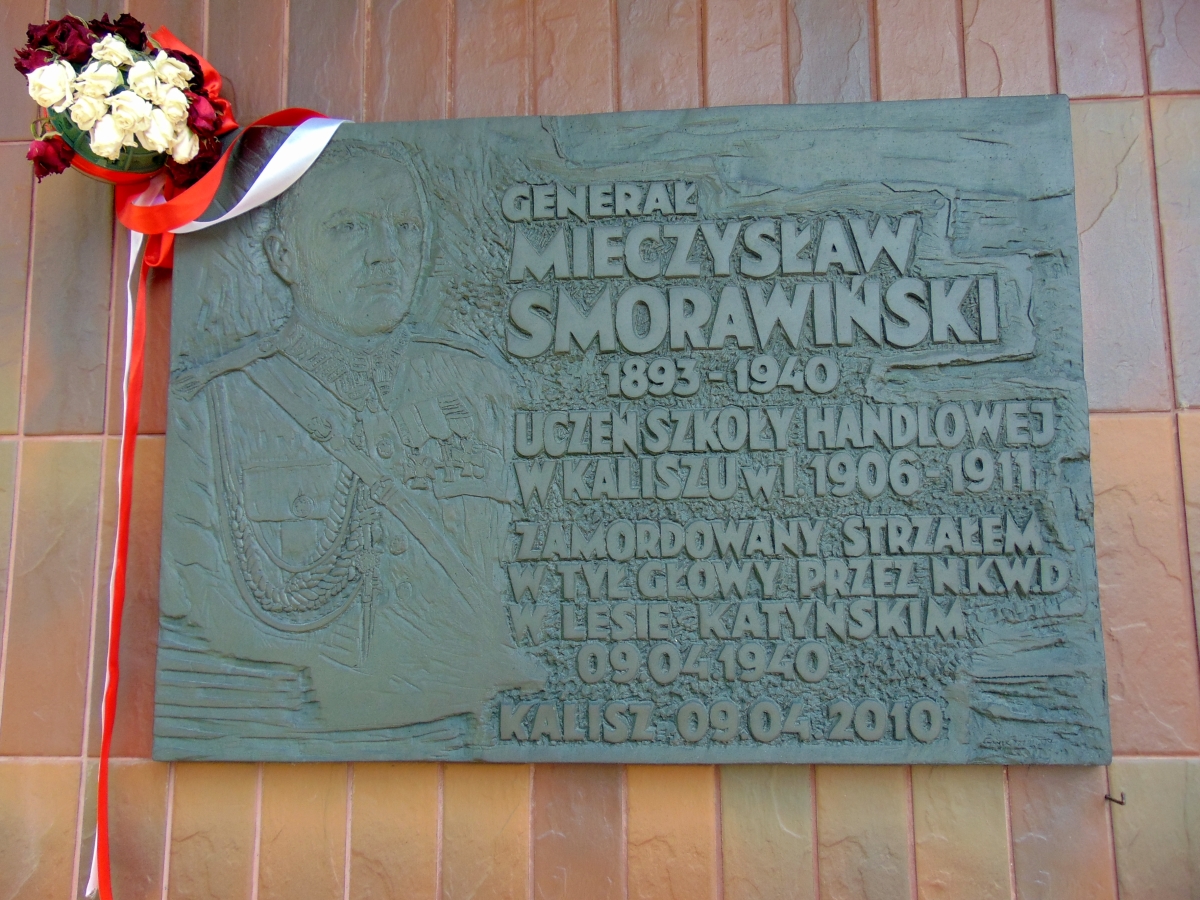 GENERAŁ
MIECZYSŁAW
SMORAWIŃSKI
1893-1940
UCZEŃ SZKOŁY HANDLOWEJ
W KALISZU w l. 1906-1911
ZAMORDOWANY STRZAŁEM
W TYŁ GŁOWY PRZEZ N.K.W.D
W LESIE KATYŃSKIM
09.04.1940
KALISZ 09.04.2010